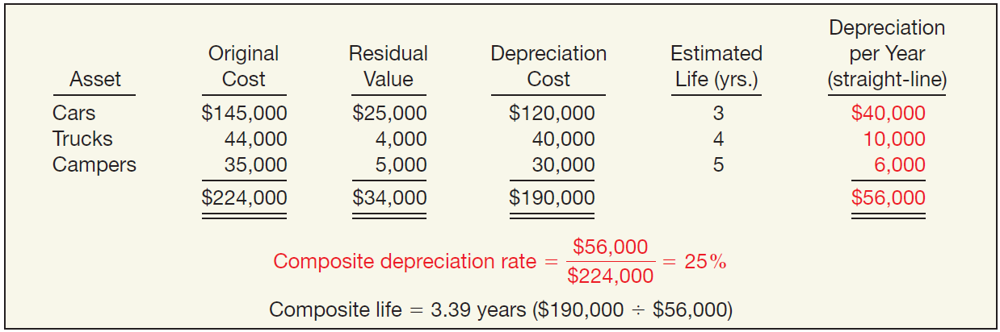 Depreciation
Original Residual Depreciation Estimated per Year
Asset Cost Value Cost Life (yrs.) (straight-line)
Cars $145,000 $25,000 $120,000 3 $40,000
Trucks 44,000 4,000 40,000 4 10,000
Campers 35,000 5,000 30,000 5 6,000
$224,000 $34,000 $190,000 $56,000
$56,000
Composite depreciation rate = = 25%
$224,000
Composite life = 3.39 years ($190,000 ÷ $56,000)